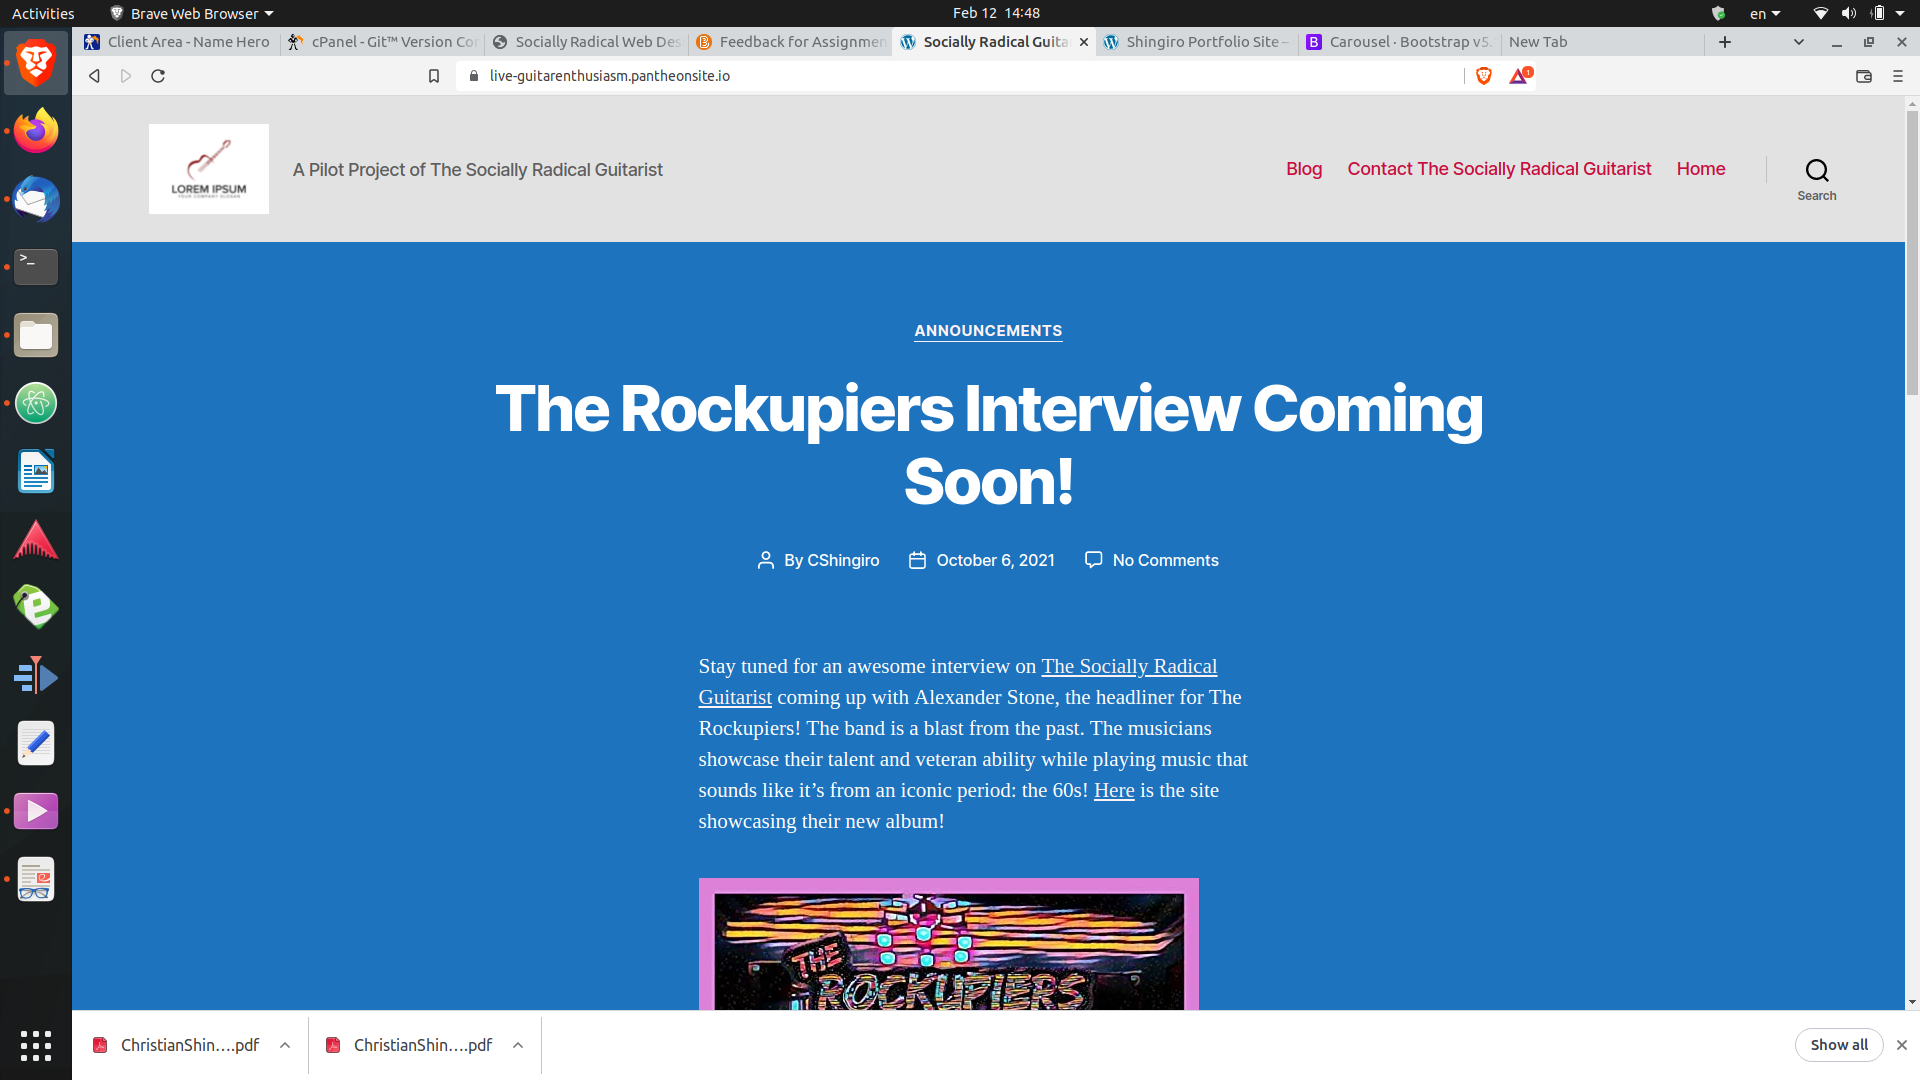 Activities
Brave Web Browser
Feb 12 14:48
en
Client Area - Name Hero
cPanel - Git™ Version Con
Socially Radical Web Des
Feedback for Assignmen
Socially Radical Guita
Shingiro Portfolio Site –
Carousel · Bootstrap v5.
New Tab
live-guitarenthusiasm.pantheonsite.io
1
LOREM IPSUM
YOUR COMPANY SLOGAN
A Pilot Project of The Socially Radical Guitarist
Blog
Contact The Socially Radical Guitarist
Home
Search
ANNOUNCEMENTS
The Rockupiers Interview Coming
Soon!
By CShingiro
October 6, 2021
No Comments
Stay tuned for an awesome interview on The Socially Radical
Guitarist coming up with Alexander Stone, the headliner for The
Rockupiers! The band is a blast from the past. The musicians
showcase their talent and veteran ability while playing music that
sounds like it’s from an iconic period: the 60s! Here is the site
showcasing their new album!
THE
ROCKUPIERS
ChristianShin….pdf
ChristianShin….pdf
Show all